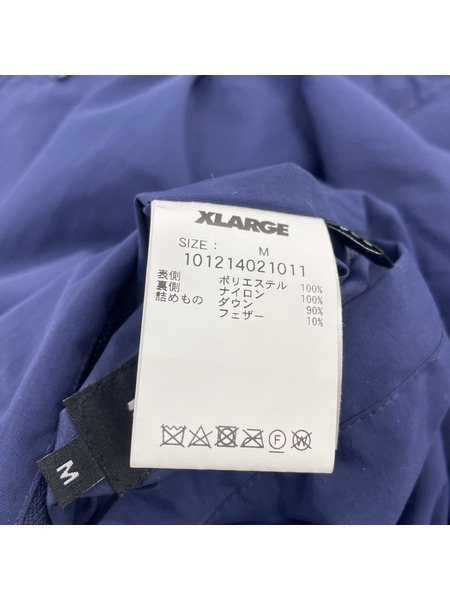 XLARGE
SIZE : M
101214021011
表側 ポリエステル 100%
裏側 ナイロン 100%
詰めもの ダウン 90%
フェザー 10%
F W
M